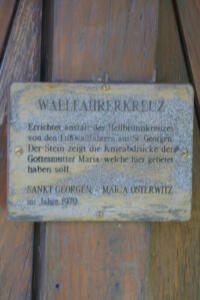 WALLFAHRERKREUZ
Errichtet anstatt des Heilbrunnkreuzes
von den Fußwallfahrern aus St. Georgen.
Der Stein zeigt die Knieabdrücke der
Gottesmutter Maria, welche hier gebetet
haben soll.
SANKT GEORGEN - MARIA OSTERWITZ
im Jahre 1979